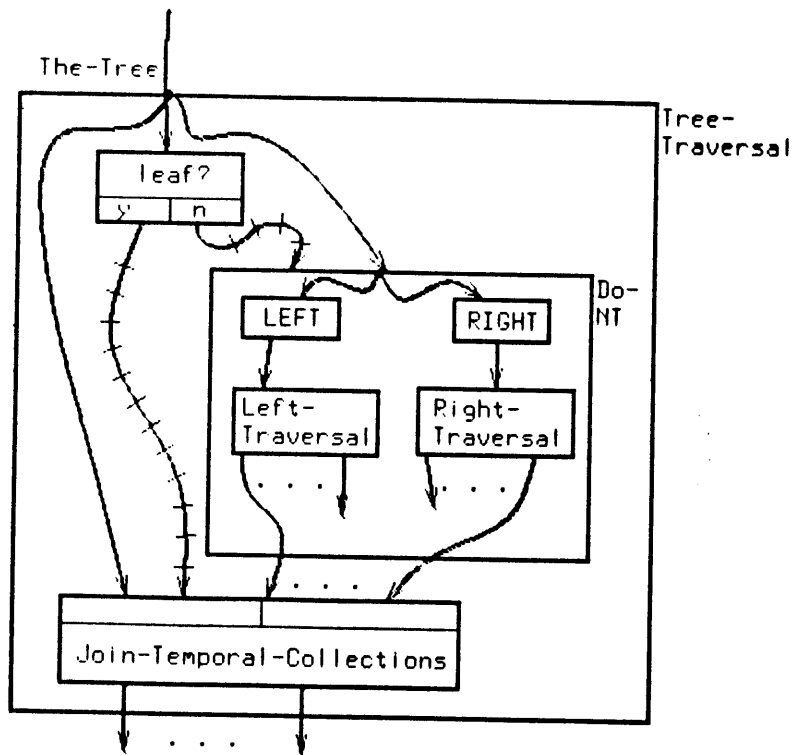 The-Tree
Tree-
Traversal
leaf?
y n
Do-
NT
LEFT
RIGHT
Left-
Traversal
Right-
Traversal
. . . .
. . . .
. . . .
Join-Temporal-Collections
. . . .